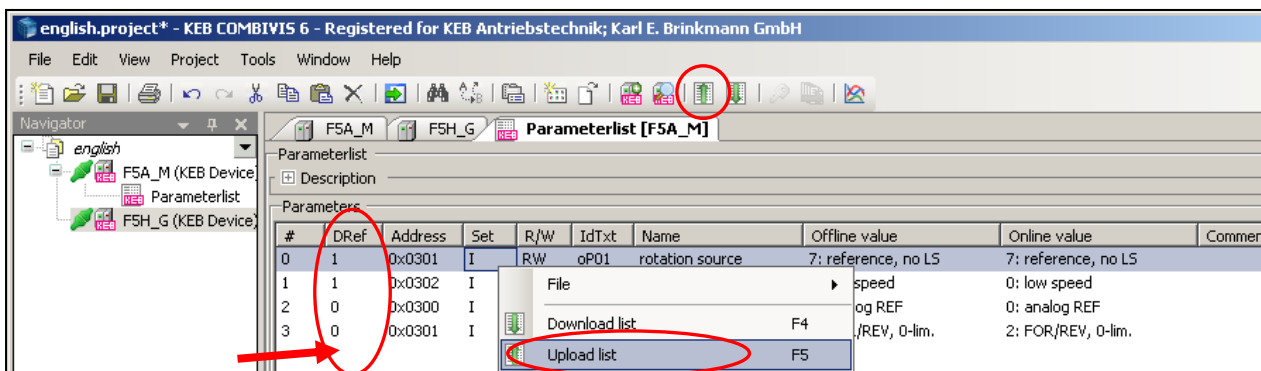 english.project* - KEB COMBIVIS 6 - Registered for KEB Antriebstechnik; Karl E. Brinkmann GmbH
File Edit View Project Tools Window Help
Navigator
F5A_M F5H_G Parameterlist [F5A_M]
english
F5A_M (KEB Device)
Parameterlist
F5H_G (KEB Device)
Parameterlist
Description
Parameters
# DRef Address Set R/W IdTxt Name Offline value Online value Commen
0 1 0x0301 I RW oP01 rotation source 7: reference, no LS 7: reference, no LS
1 1 0x0302 I speed 0: low speed
2 0 0x0300 I og REF 0: analog REF
3 0 0x0301 I ./REV, 0-lim. 2: FOR/REV, 0-lim.
File
Download list F4
Upload list F5